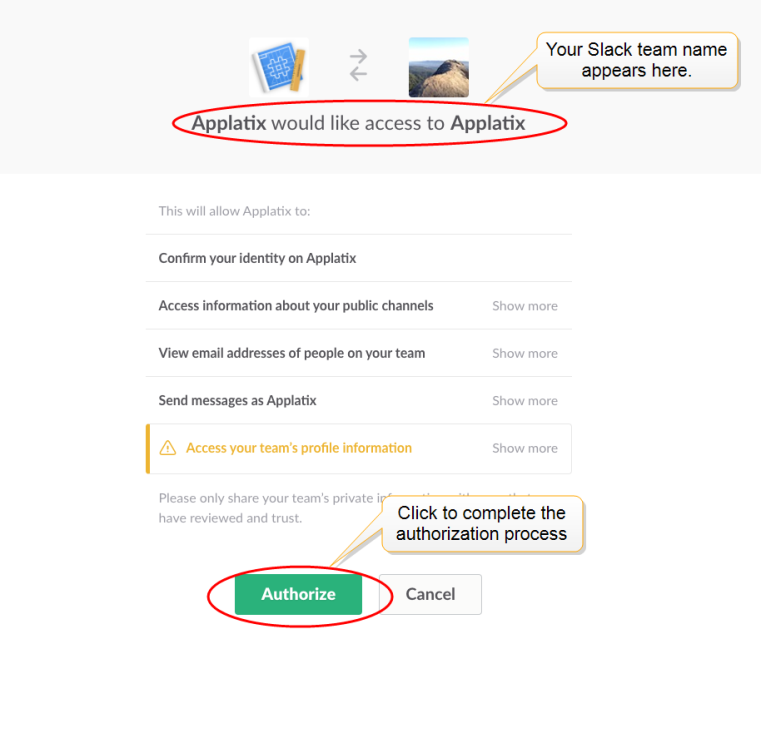 Your Slack team name
appears here.
Applatix would like access to Applatix
This will allow Applatix to:
Confirm your identity on Applatix
Access information about your public channels Show more
View email addresses of people on your team Show more
Send messages as Applatix Show more
Access your team's profile information Show more
Please only share your team's private
have reviewed and trust.
Click to complete the
authorization process
Authorize Cancel